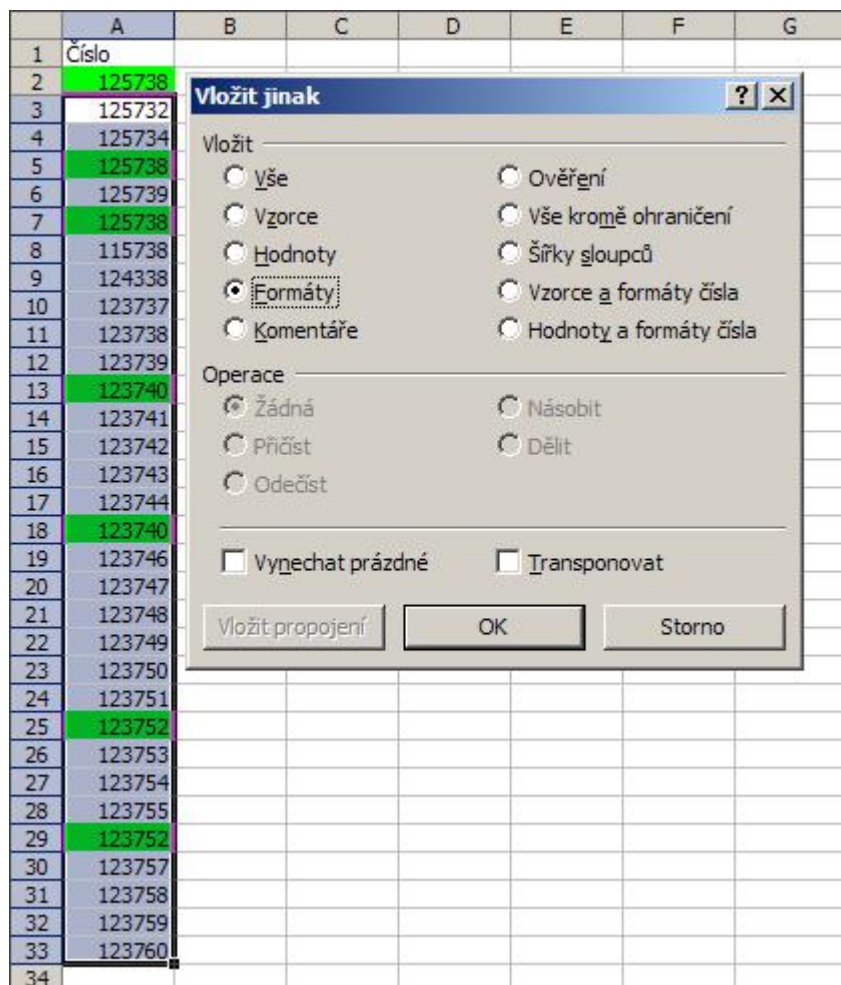 A B C D E F G
1 Číslo
2 125738
3 125732
4 125734
5 125738
6 125739
7 125738
8 115738
9 124338
10 123737
11 123738
12 123739
13 123740
14 123741
15 123742
16 123743
17 123744
18 123740
19 123746
20 123747
21 123748
22 123749
23 123750
24 123751
25 123752
26 123753
27 123754
28 123755
29 123752
30 123757
31 123758
32 123759
33 123760
34
Vložit jinak
Vložit
Vše Ověření
Vzorce Vše kromě ohraničení
Hodnoty Šířky sloupců
Formáty Vzorce a formáty čísla
Komentáře Hodnoty a formáty čísla
Operace
Žádná Násobit
Přičíst Dělit
Odečíst
Vynechat prázdné Transponovat
Vložit propojení OK Storno